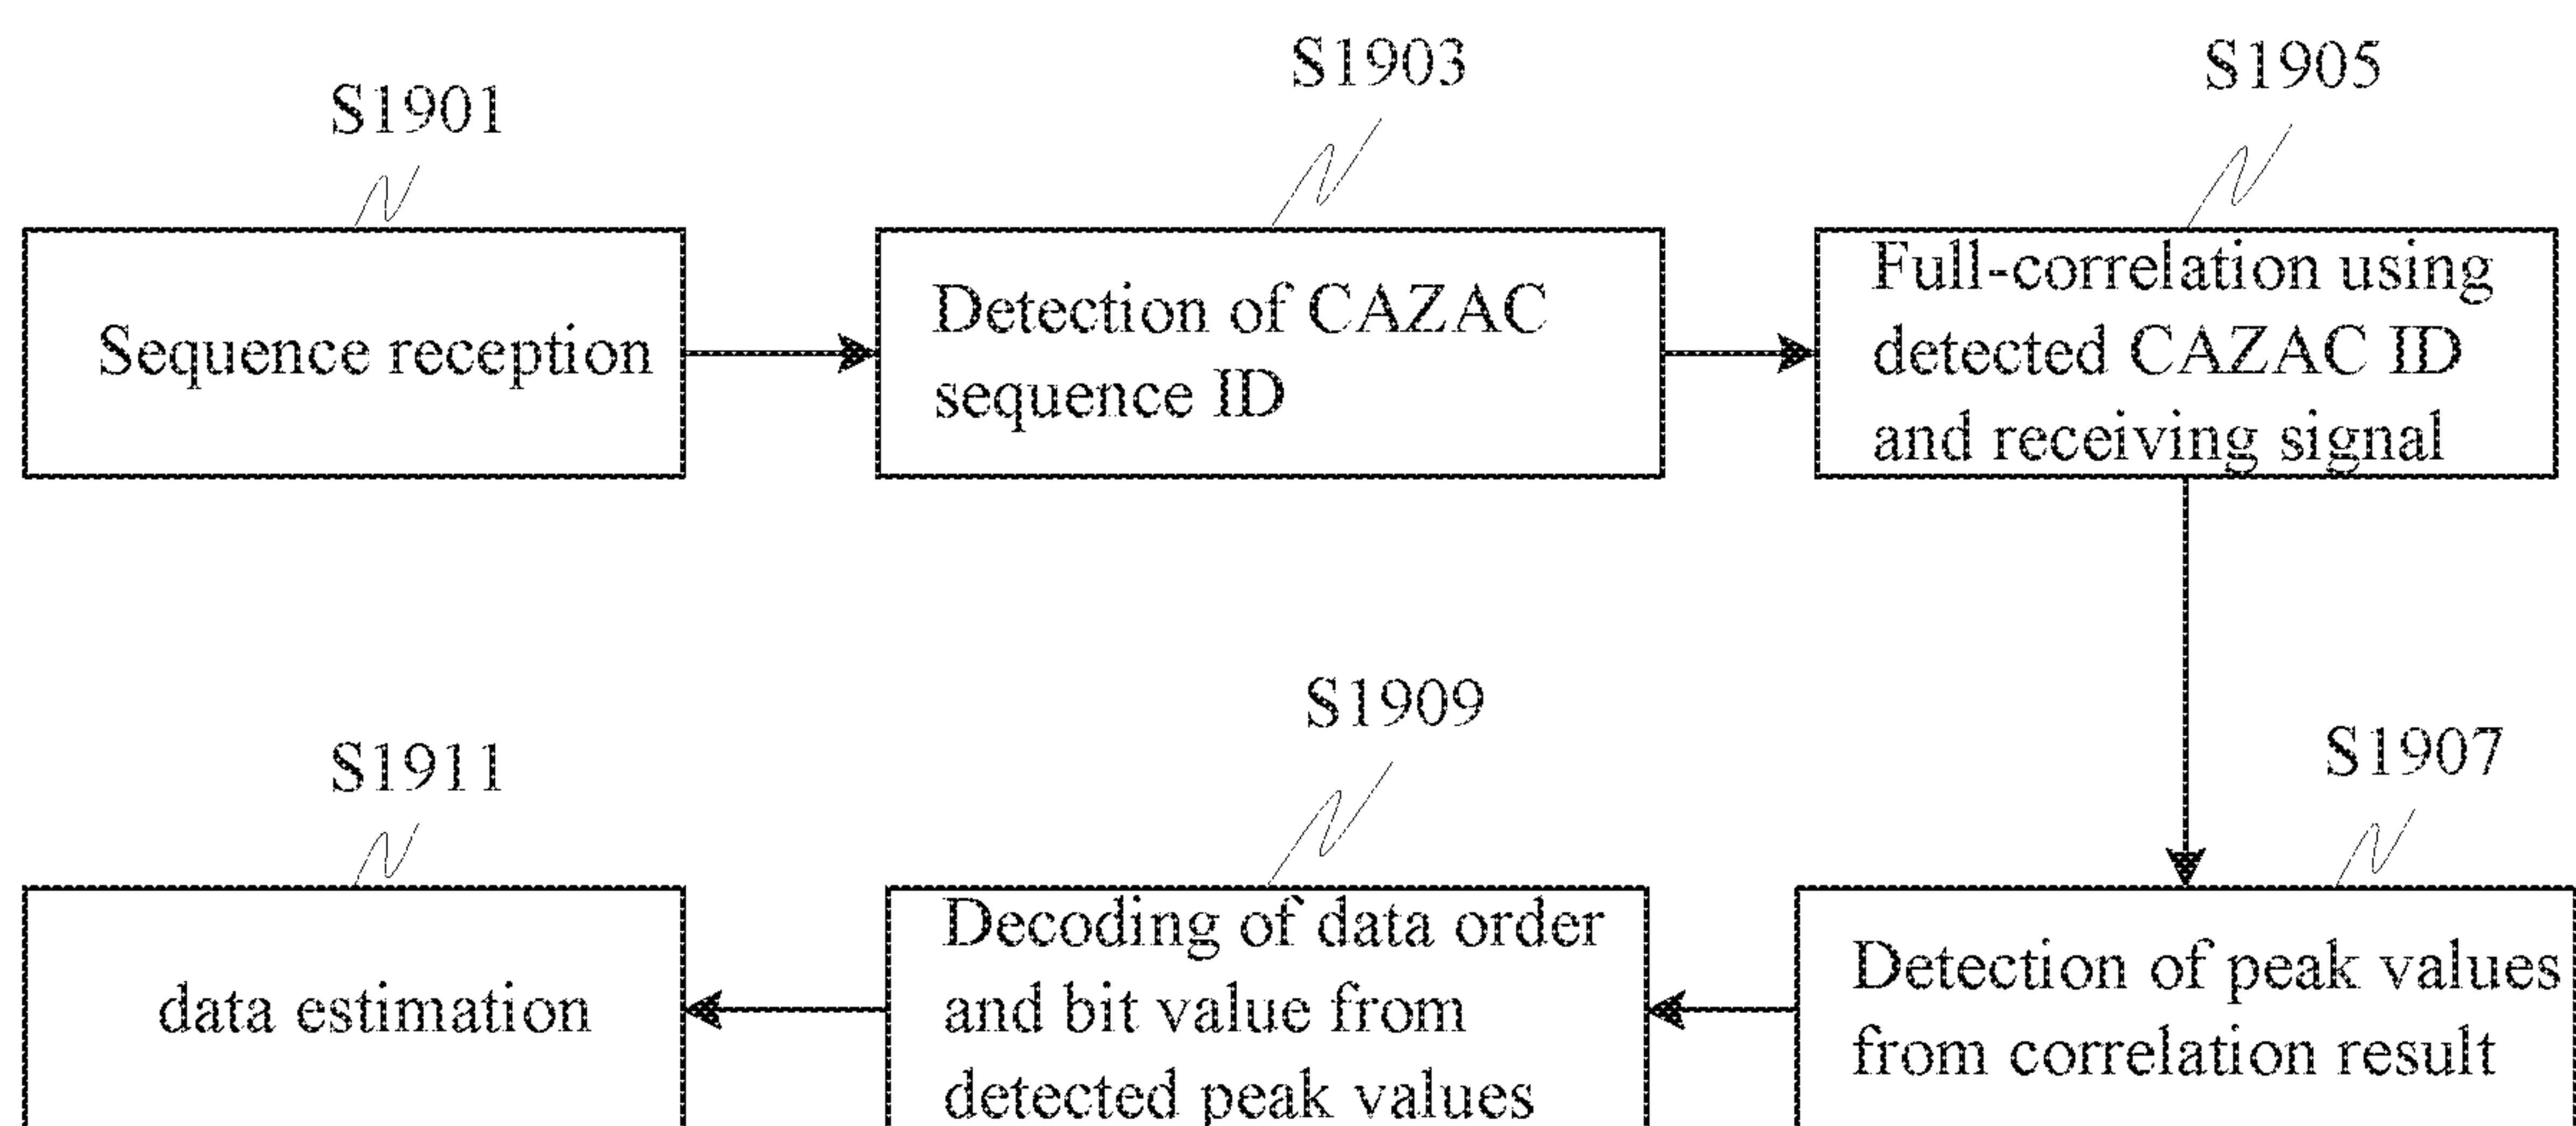 S1901
S1903
S1905
Sequence reception
Detection of CAZAC
sequence ID
Full-correlation using
detected CAZAC ID
and receiving signal
S1911
S1909
S1907
data estimation
Decoding of data order
and bit value from
detected peak values
Detection of peak values
from correlation result